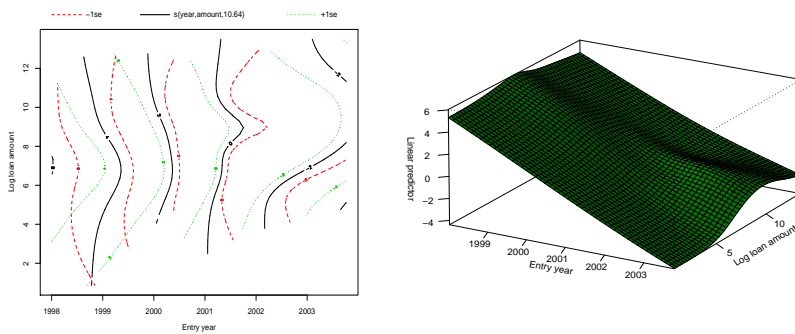 −1se s(year,amount,10.64) +1se
Log loan amount
12
10
8
6
4
2
1998 1999 2000 2001 2002 2003
Entry year
6
4
2
0
−2
−4
Linear predictor
1999 2000 2001 2002 2003
Entry year
5 10
Log loan amount